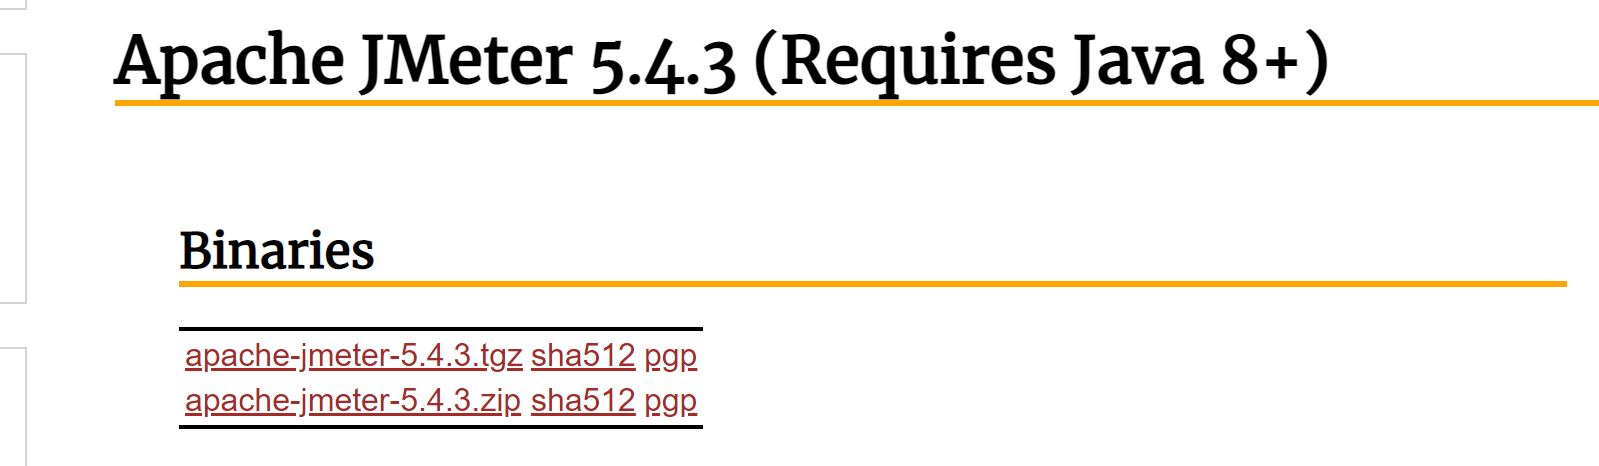 Apache JMeter 5.4.3 (Requires Java 8+)
Binaries
apache-jmeter-5.4.3.tgz sha512 pgp
apache-jmeter-5.4.3.zip sha512 pgp